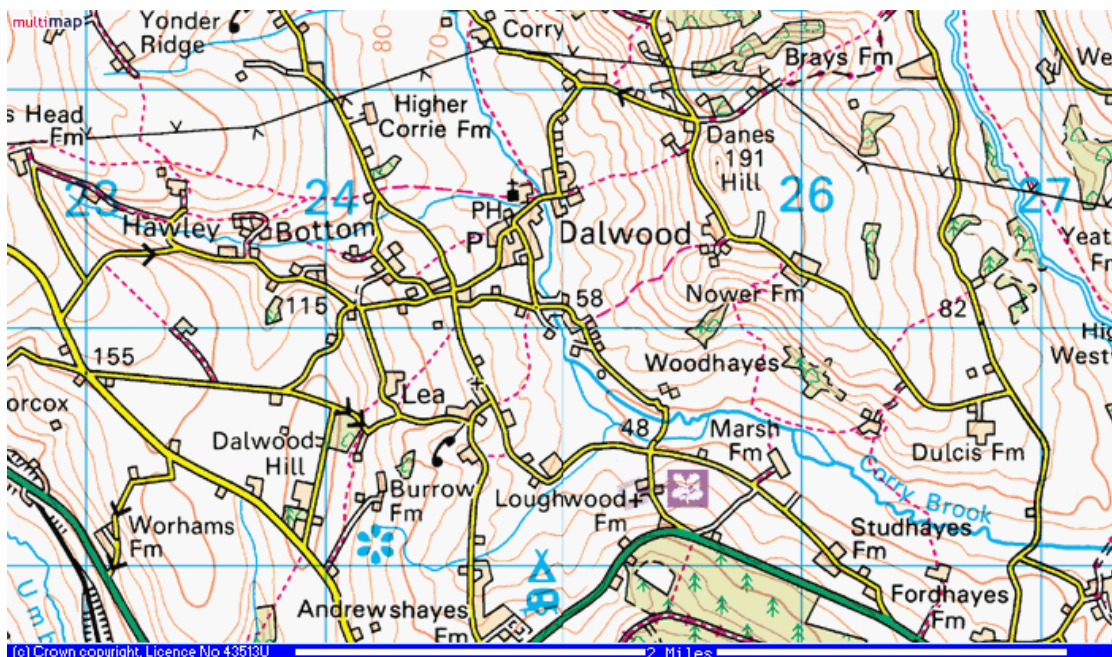 multimap
Yonder
Ridge
Corry
Brays Fm
80
70
s Head
Fm
Higher
Corrie Fm
Danes
.191
Hill
23
24
26
27
PH
P
Hawley
Bottom
Dalwood
Nower Fm
115
58
82
155
Woodhayes
Lea
orcox
Dalwood
Hill
48
Marsh
Fm
Dulcis Fm
Burrow
Fm
Loughwood
Fm
Corry Brook
Worhams
Fm
Studhayes
Fm
Fordhayes
Fm
Andrewshayes
Fm
(c) Crown copyright, Licence No 43513U
2 Miles